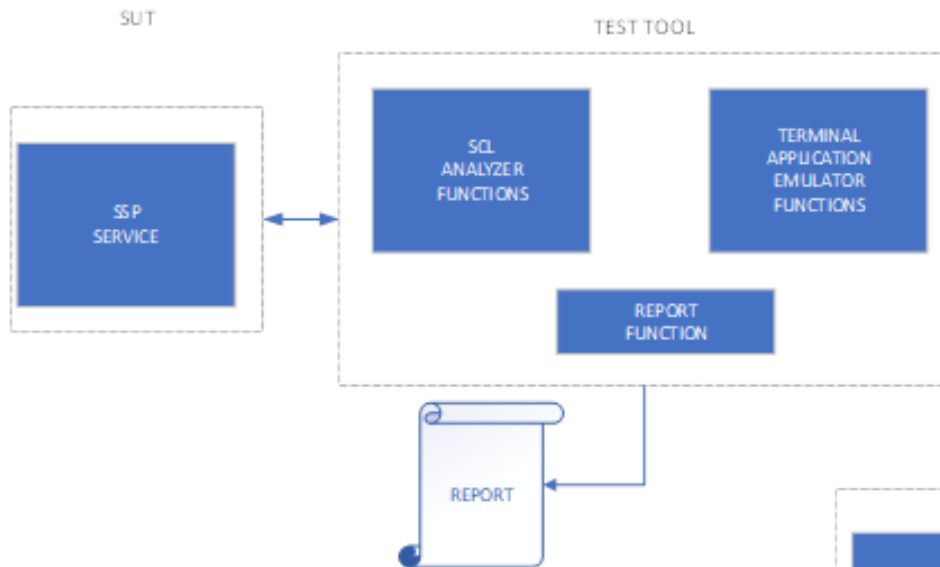 SUT
TEST TOOL
SSP
SERVICE
SCL
ANALYZER
FUNCTIONS
TERMINAL
APPLICATION
EMULATOR
FUNCTIONS
REPORT
FUNCTION
REPORT